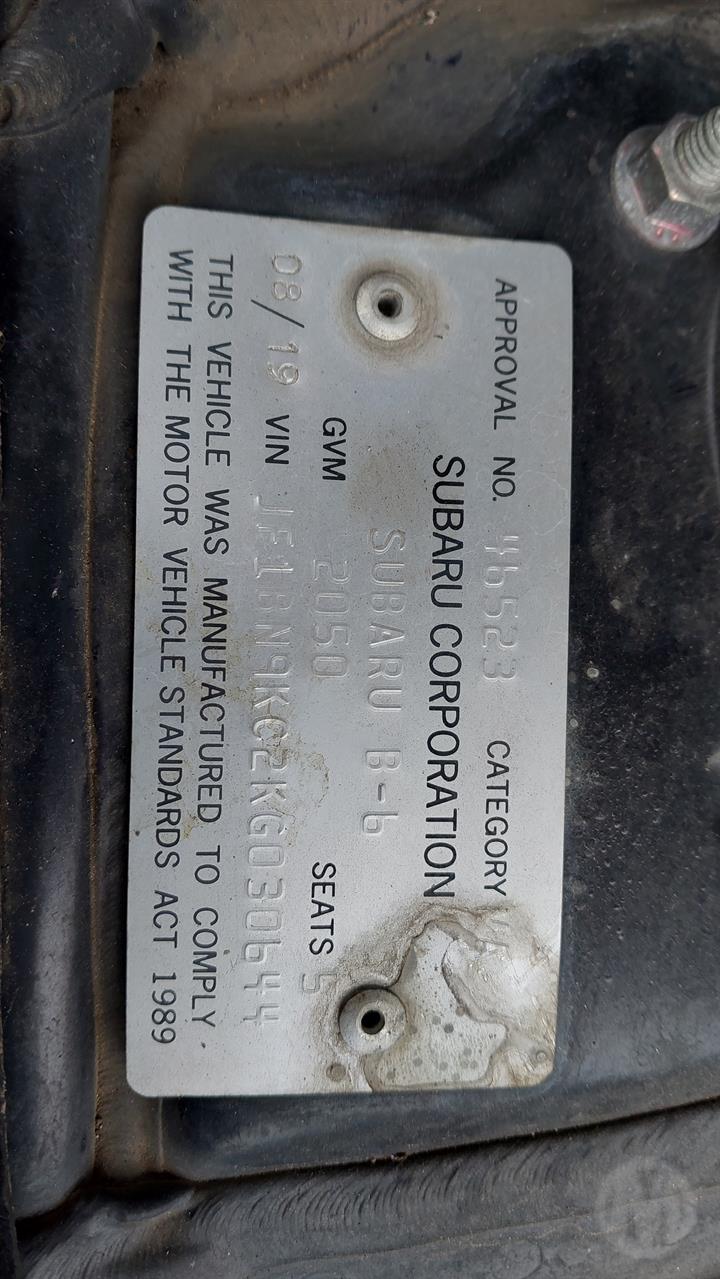 APPROVAL NO. 46523 CATEGORY
SUBARU CORPORATION
SUBARU B-6
GVM 2050 SEATS 5
08/19 VIN JF1BN9KC2KG030644
THIS VEHICLE WAS MANUFACTURED TO COMPLY
WITH THE MOTOR VEHICLE STANDARDS ACT 1989